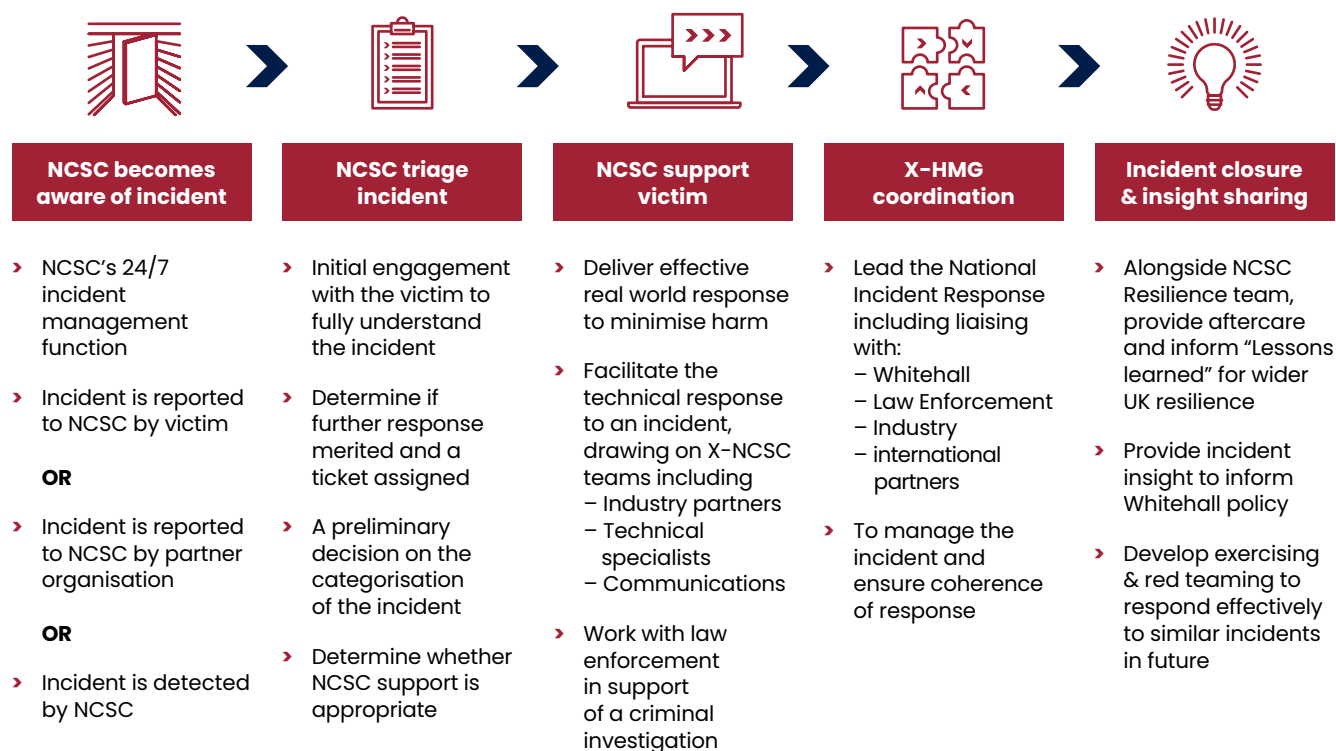 NCSC becomes
aware of incident
› NCSC's 24/7
incident
management
function
› Incident is reported
to NCSC by victim
OR
› Incident is reported
to NCSC by partner
organisation
OR
› Incident is detected
by NCSC
NCSC triage
incident
› Initial engagement
with the victim to
fully understand
the incident
› Determine if
further response
merited and a
ticket assigned
› A preliminary
decision on the
categorisation
of the incident
› Determine whether
NCSC support is
appropriate
NCSC support
victim
› Deliver effective
real world response
to minimise harm
› Facilitate the
technical response
to an incident,
drawing on X-NCSC
teams including
– Industry partners
– Technical
specialists
– Communications
› Work with law
enforcement
in support
of a criminal
investigation
X-HMG
coordination
› Lead the National
Incident Response
including liaising
with:
– Whitehall
– Law Enforcement
– Industry
– international
partners
› To manage the
incident and
ensure coherence
of response
Incident closure
& insight sharing
› Alongside NCSC
Resilience team,
provide aftercare
and inform “Lessons
learned” for wider
UK resilience
› Provide incident
insight to inform
Whitehall policy
› Develop exercising
& red teaming to
respond effectively
to similar incidents
in future